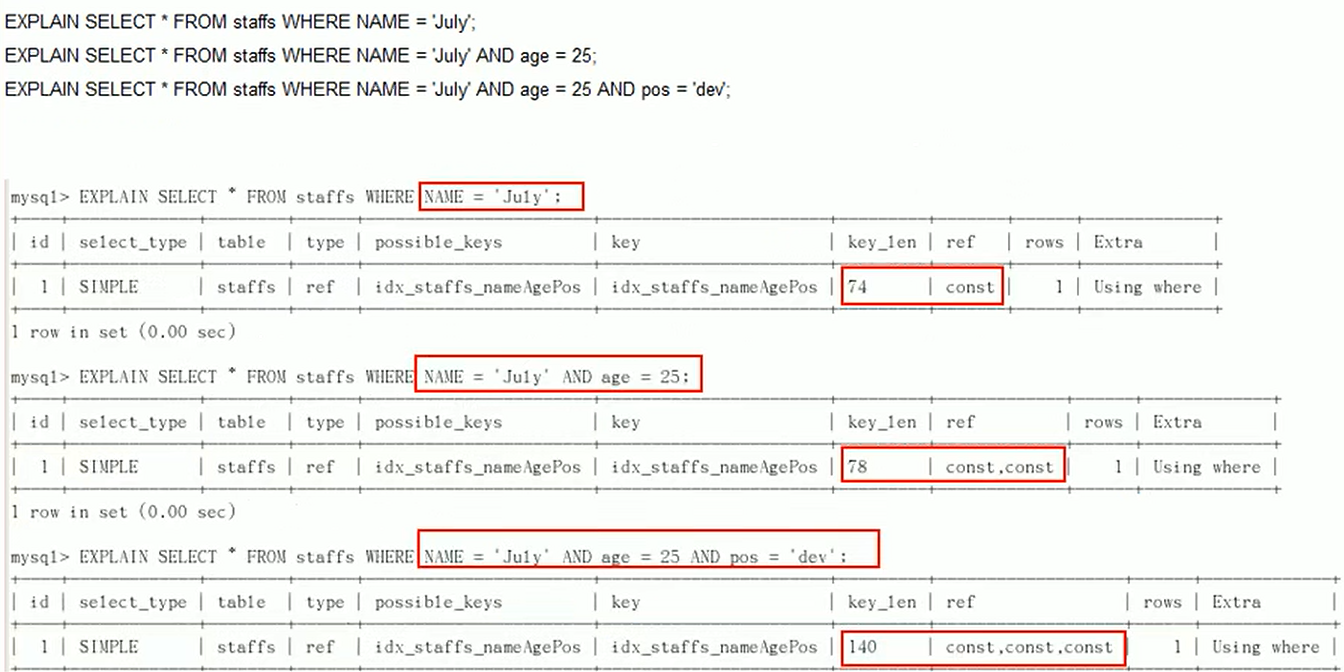 EXPLAIN SELECT * FROM staffs WHERE NAME = 'July';
EXPLAIN SELECT * FROM staffs WHERE NAME = 'July' AND age = 25;
EXPLAIN SELECT * FROM staffs WHERE NAME = 'July' AND age = 25 AND pos = 'dev';
mysql> EXPLAIN SELECT * FROM staffs WHERE NAME = 'July';
| id | select_type | table | type | possible_keys | key | key_len | ref | rows | Extra |
| 1 | SIMPLE | staffs | ref | idx_staffs_nameAgePos | idx_staffs_nameAgePos | 74 | const | 1 | Using where |
1 row in set (0.00 sec)
mysql> EXPLAIN SELECT * FROM staffs WHERE NAME = 'July' AND age = 25;
| id | select_type | table | type | possible_keys | key | key_len | ref | rows | Extra |
| 1 | SIMPLE | staffs | ref | idx_staffs_nameAgePos | idx_staffs_nameAgePos | 78 | const,const | 1 | Using where |
1 row in set (0.00 sec)
mysql> EXPLAIN SELECT * FROM staffs WHERE NAME = 'July' AND age = 25 AND pos = 'dev';
| id | select_type | table | type | possible_keys | key | key_len | ref | rows | Extra
| 1 | SIMPLE | staffs | ref | idx_staffs_nameAgePos | idx_staffs_nameAgePos | 140 | const,const,const | 1 | Using where |